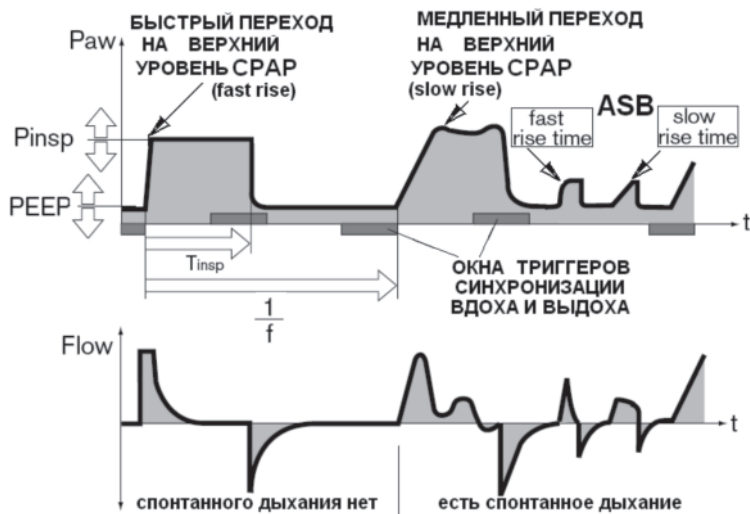 БЫСТРЫЙ ПЕРЕХОД
НА ВЕРХНИЙ
УРОВЕНЬ CPAP
(fast rise)
МЕДЛЕННЫЙ ПЕРЕХОД
НА ВЕРХНИЙ
УРОВЕНЬ CPAP
(slow rise)
Paw
ASB
fast
rise time
slow
rise time
Pinsp
PEEP
t
Tinsp
1
f
ОКНА ТРИГГЕРОВ
СИНХРОНИЗАЦИИ
ВДОХА И ВЫДОХА
Flow
t
спонтанного дыхания нет
есть спонтанное дыхание